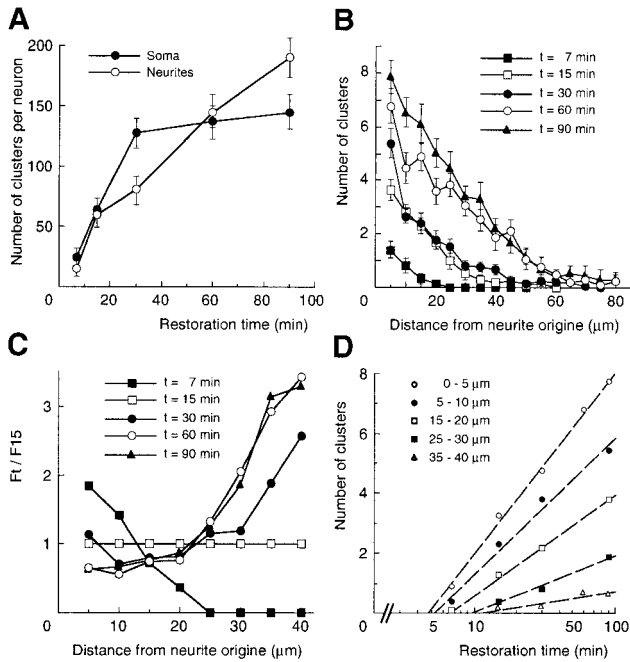 A
200
150
100
50
Number of clusters per neuron
Soma
Neurites
0 20 40 60 80 100
Restoration time (min)
B
8
6
4
2
0
Number of clusters
t = 7 min
t = 15 min
t = 30 min
t = 60 min
t = 90 min
0 20 40 60 80
Distance from neurite origine (µm)
C
3
2
1
0
Ft / F15
t = 7 min
t = 15 min
t = 30 min
t = 60 min
t = 90 min
0 10 20 30 40
Distance from neurite origine (µm)
D
8
6
4
2
0
Number of clusters
0 - 5 µm
5 - 10 µm
15 - 20 µm
25 - 30 µm
35 - 40 µm
5 10 50 100
Restoration time (min)